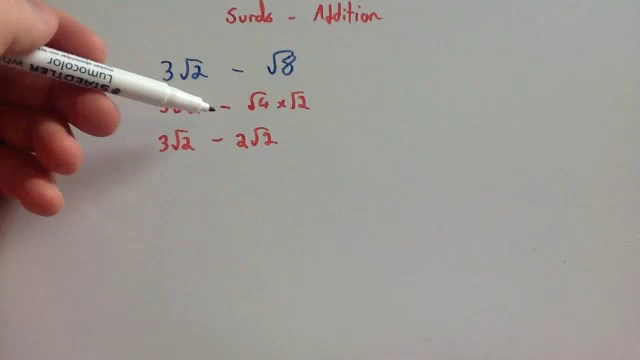 Surds - Addition
3√2 - √8
- √4 × √2
3√2 - 2√2
STAEDTLER
Lumocolor